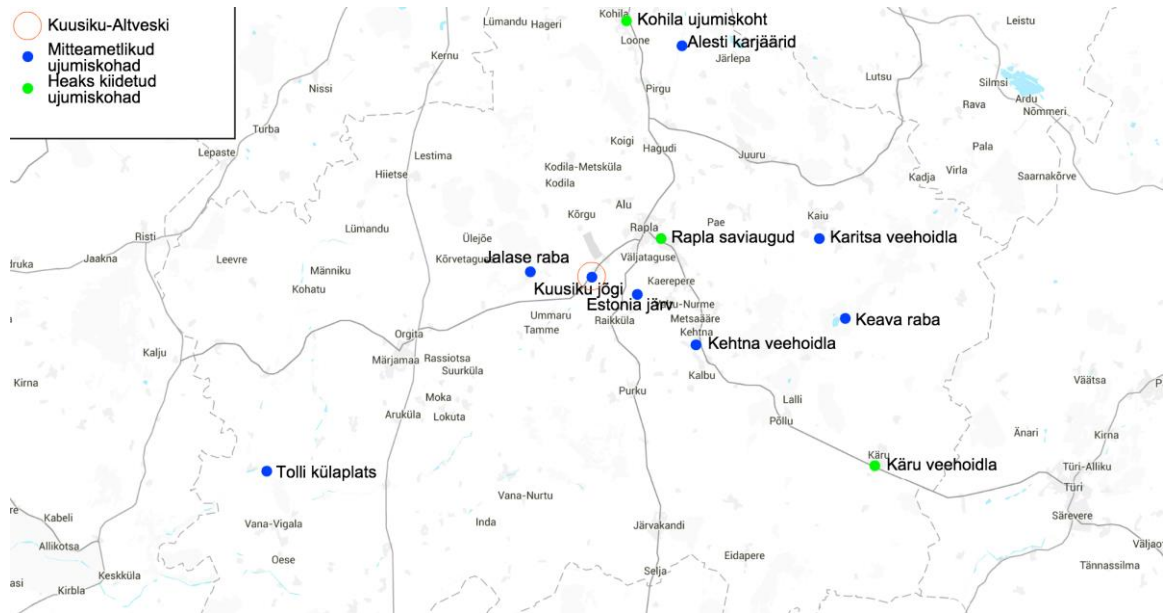 Kuusiku-Altveski
Mitteametlikud
ujumiskohad
Heaks kiidetud
ujumiskohad
Lümandu
Hageri
Kohila
Kohila ujumiskoht
Leistu
Loone
Alesti karjäärid
Järlepa
Kernu
Nissi
Pirgu
Lutsu
Silmsi
Ardu
Rava
Nõmmeri
Turba
Lepaste
Lestima
Koigi
Hagudi
Juuru
Pala
Hiietse
Kodila-Metsküla
Kodila
Kadja
Virla
Saarnakõrve
Alu
Kõrgu
Rapla
Pae
Kaiu
Lümandu
Risti
Ülejõe
Rapla saviaugud
Karitsa veehoidla
druka
Jaakna
Leevre
Männiku
Kõrvetaguse
Jalase raba
Väljataguse
Kohatu
Kuusiku jõgi
Kaerepere
Estonia järv
-Nurme
Ummaru
Raikküla
Metsaääre
Keava raba
Tamme
Orgita
Kehtna
Kehtna veehoidla
Kalju
Märjamaa
Rassiotsa
Suurküla
Kalbu
Kirna
Purku
Väätsa
P
Moka
Lalli
Aruküla
Lokuta
Põllu
Änari
Kirna
Käru
Käru veehoidla
Türi-Alliku
Tolli külaplats
Türi
Vana-Nurtu
Särevere
Kabeli
Vana-Vigala
Inda
Järvakandi
Allikotsa
Väljaot
Eidapere
Oese
Tännassilma
Keskküla
Selja
asi
Kirbla